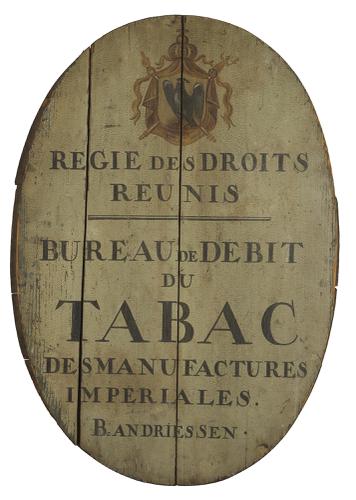 REGIE DES DROITS
REUNIS
BUREAU DE DEBIT
DU
TABAC
DES MANUFACTURES
IMPERIALES.
B. ANDRIESSEN.